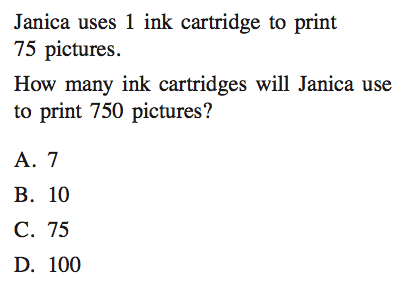 Janica uses 1 ink cartridge to print
75 pictures.
How many ink cartridges will Janica use
to print 750 pictures?
A. 7
B. 10
C. 75
D. 100